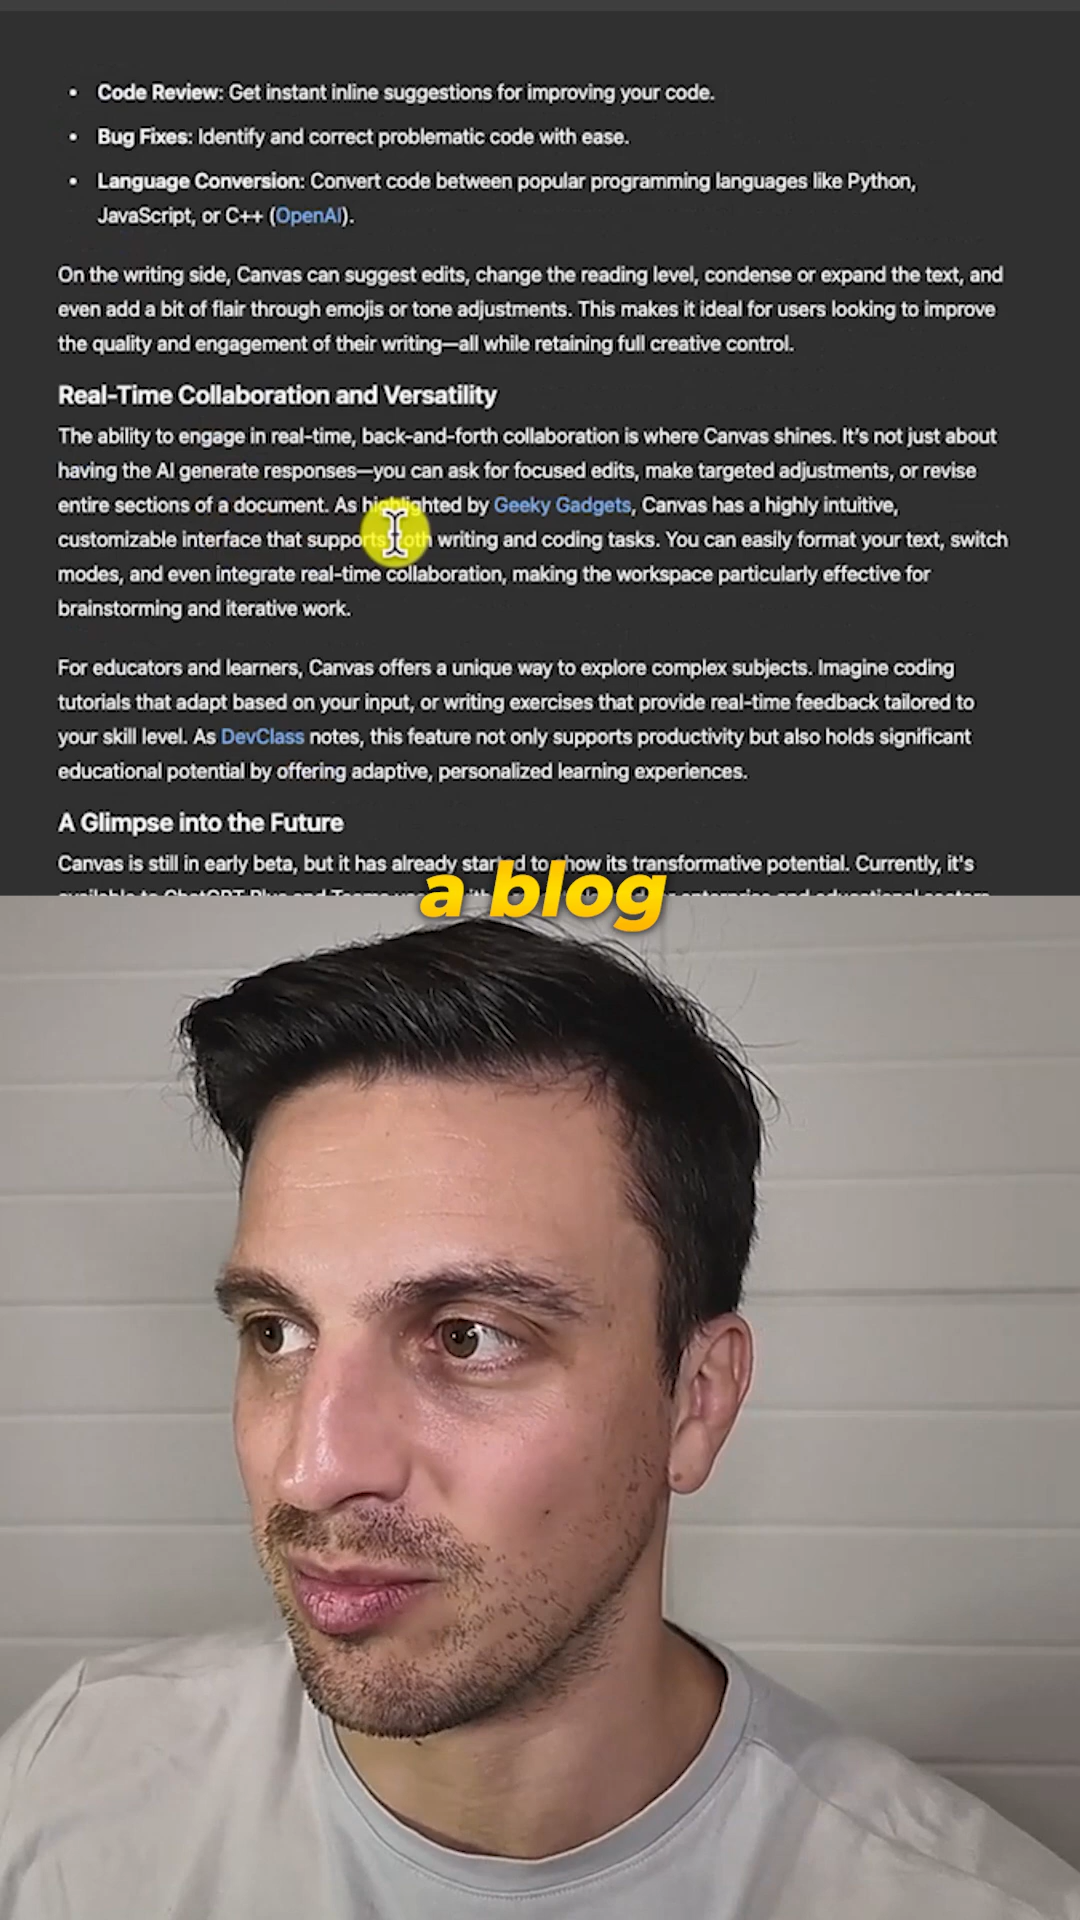 • Code Review: Get instant inline suggestions for improving your code.
• Bug Fixes: Identify and correct problematic code with ease.
• Language Conversion: Convert code between popular programming languages like Python,
JavaScript, or C++ (OpenAI).
On the writing side, Canvas can suggest edits, change the reading level, condense or expand the text, and
even add a bit of flair through emojis or tone adjustments. This makes it ideal for users looking to improve
the quality and engagement of their writing—all while retaining full creative control.
Real-Time Collaboration and Versatility
The ability to engage in real-time, back-and-forth collaboration is where Canvas shines. It's not just about
having the AI generate responses—you can ask for focused edits, make targeted adjustments, or revise
entire sections of a document. As highlighted by Geeky Gadgets, Canvas has a highly intuitive,
customizable interface that supports both writing and coding tasks. You can easily format your text, switch
modes, and even integrate real-time collaboration, making the workspace particularly effective for
brainstorming and iterative work.
For educators and learners, Canvas offers a unique way to explore complex subjects. Imagine coding
tutorials that adapt based on your input, or writing exercises that provide real-time feedback tailored to
your skill level. As DevClass notes, this feature not only supports productivity but also holds significant
educational potential by offering adaptive, personalized learning experiences.
A Glimpse into the Future
Canvas is still in early beta, but it has already started to show its transformative potential. Currently, it's
available to ChatGPT Plus and Teams enterprise and educational sectors
a blog